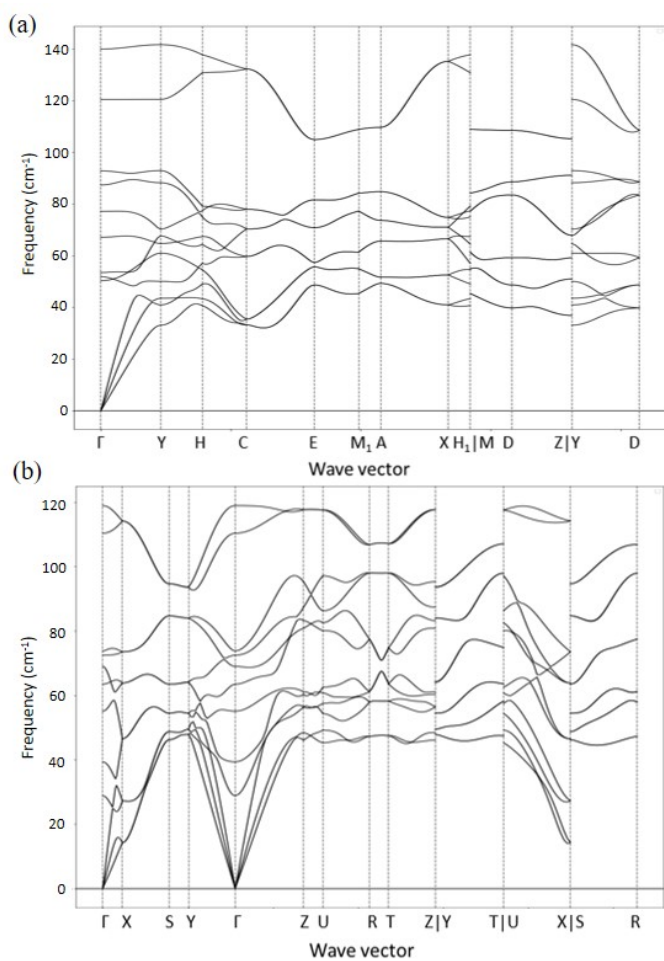 (a)
Frequency (cm⁻¹)
140
120
100
80
60
40
20
0
Γ Y H C E M₁ A X H₁|M D Z|Y D
Wave vector
(b)
Frequency (cm⁻¹)
120
100
80
60
40
20
0
Γ X S Y Γ Z U R T Z|Y T|U X|S R
Wave vector